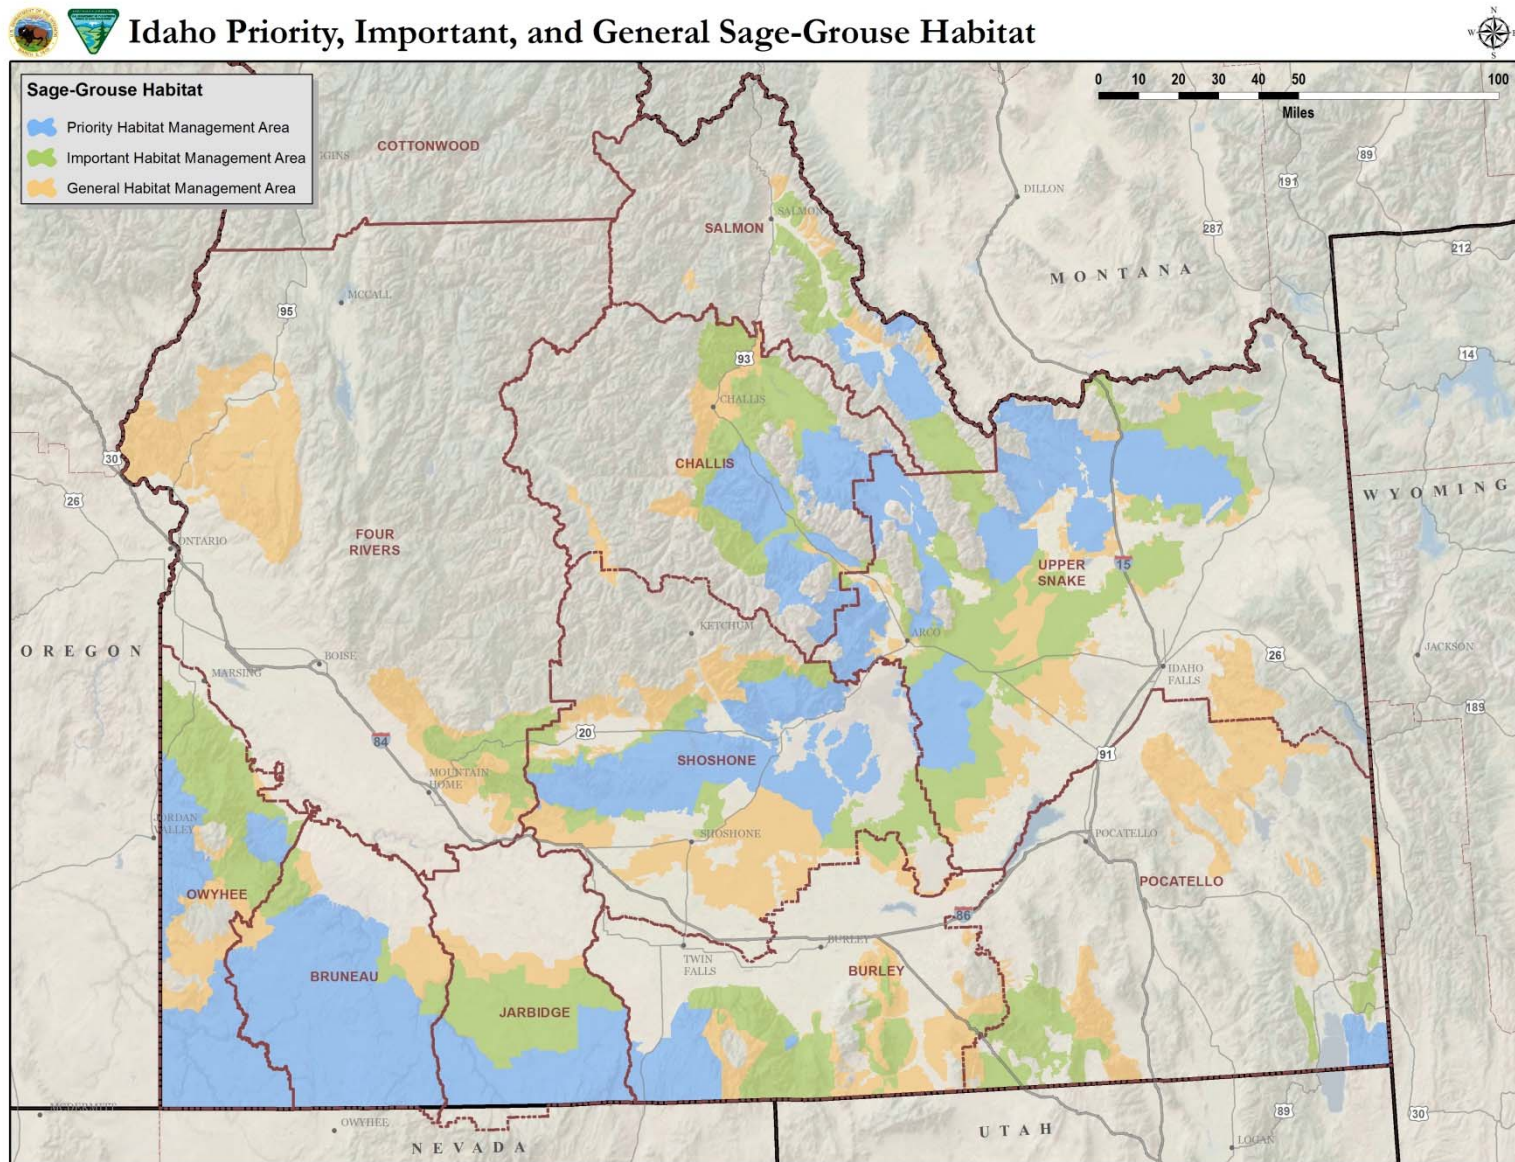 Idaho Priority, Important, and General Sage-Grouse Habitat
N
W
E
S
Sage-Grouse Habitat
Priority Habitat Management Area
Important Habitat Management Area
General Habitat Management Area
0 10 20 30 40 50 100
Miles
COTTONWOOD
GGINS
89
191
DILLON
SALMON
SALMON
287
212
MONTANA
MCCALL
95
93
14
CHALLIS
30
CHALLIS
26
WYOMING
FOUR
RIVERS
ONTARIO
UPPER
SNAKE
15
KETCHUM
ARCO
OREGON
BOISE
26
JACKSON
MARSING
IDAHO
FALLS
189
84
20
SHOSHONE
91
MOUNTAIN
HOME
JORDAN
VALLEY
SHOSHONE
POCATELLO
OWYHEE
POCATELLO
86
BRUNEAU
TWIN
FALLS
BURLEY
BURLEY
JARBIDGE
MCDERMITT
OWYHEE
NEVADA
UTAH
89
30
LOGAN